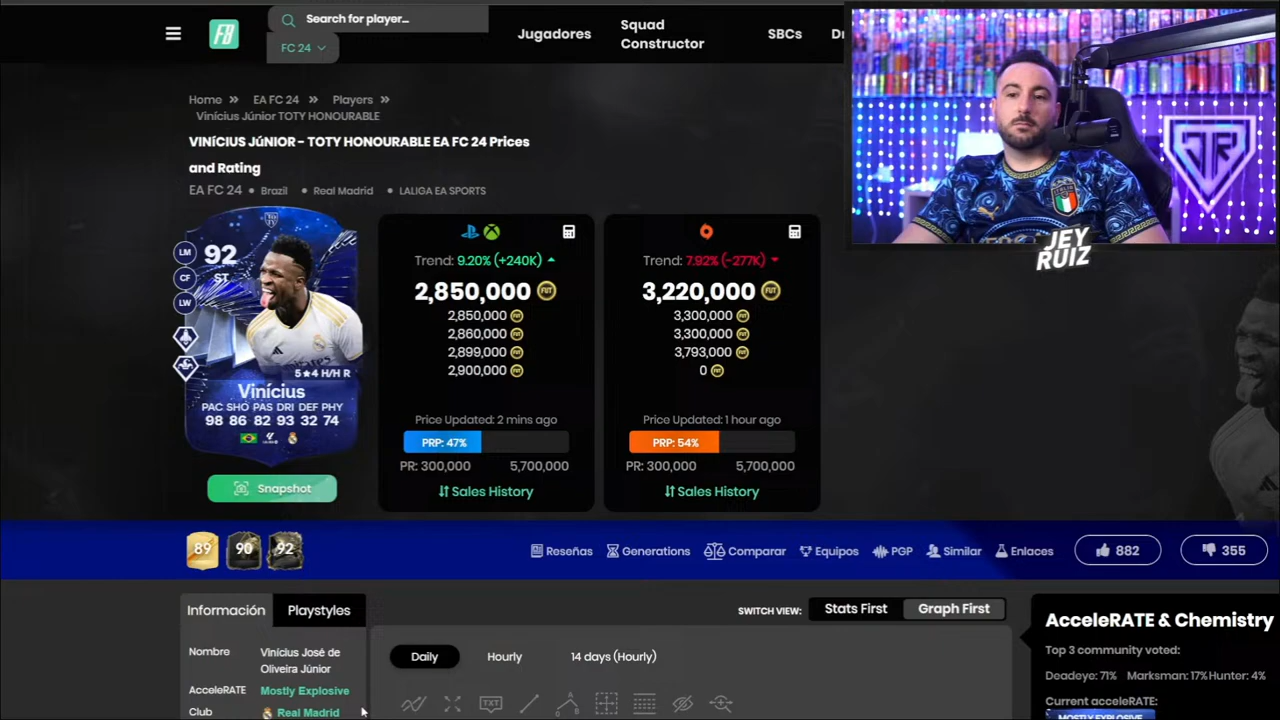 FB
Search for player...
FC 24
Jugadores
Squad
Constructor
SBCs
Home » EA FC 24 » Players »
Vinícius Júnior TOTY HONOURABLE
VINíCIUS JúNIOR - TOTY HONOURABLE EA FC 24 Prices
and Rating
EA FC 24 • Brazil • Real Madrid • LALIGA EA SPORTS
LM
CF
LW
92
ST
5★4 H/H R
Vinícius
PAC SHO PAS DRI DEF PHY
98 86 82 93 32 74
Snapshot
Trend: 9.20% (+240K)
2,850,000 FUT
2,850,000
2,860,000
2,899,000
2,900,000
Price Updated: 2 mins ago
PRP: 47%
PR: 300,000 5,700,000
Sales History
Trend: 7.92% (-277K)
3,220,000 FUT
3,300,000
3,300,000
3,793,000
0
Price Updated: 1 hour ago
PRP: 54%
PR: 300,000 5,700,000
Sales History
JEY
RUIZ
89 90 92
Reseñas Generations Comparar Equipos PGP Similar Enlaces 882 355
Información Playstyles
Nombre Vinícius José de
Oliveira Júnior
AcceleRATE Mostly Explosive
Club Real Madrid
SWITCH VIEW: Stats First Graph First
Daily Hourly 14 days (Hourly)
TXT
AcceleRATE & Chemistry
Top 3 community voted:
Deadeye: 71% Marksman: 17% Hunter: 4%
Current acceleRATE:
MOSTLY EXPLOSIVE